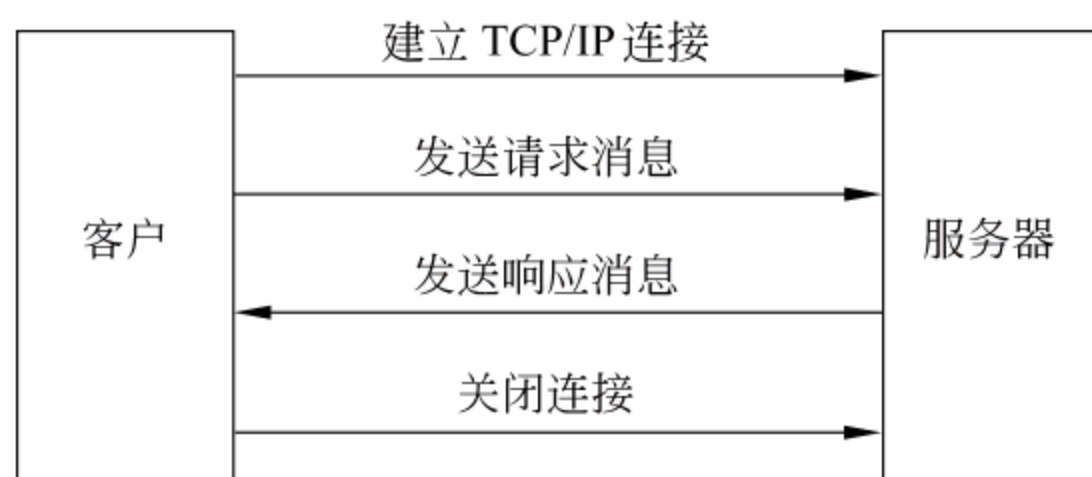 建立 TCP/IP 连接
发送请求消息
客户
服务器
发送响应消息
关闭连接